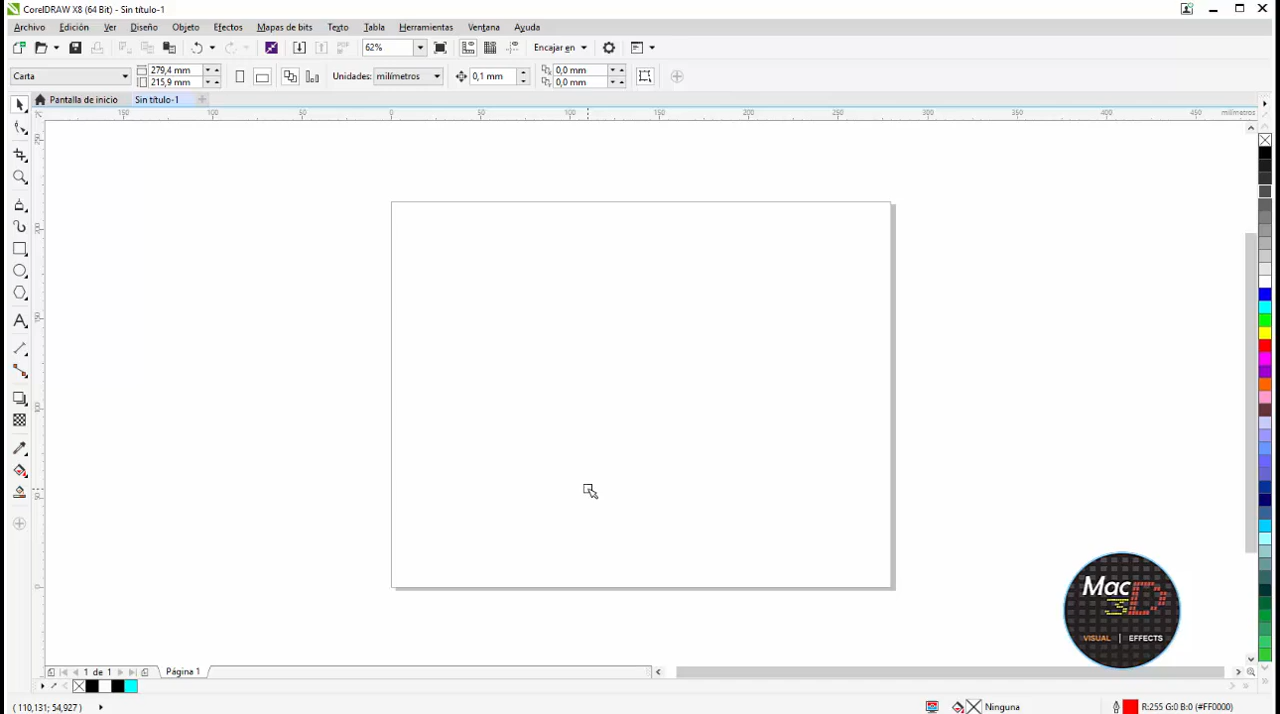 CorelDRAW X8 (64 Bit) - Sin título-1
Archivo Edición Ver Diseño Objeto Efectos Mapas de bits Texto Tabla Herramientas Ventana Ayuda
62% Encajar en
Carta 279,4 mm 215,9 mm Unidades: milímetros 0,1 mm 0,0 mm 0,0 mm
Pantalla de inicio Sin título-1
150 100 50 0 50 100 150 200 250 300 350 400 450 milímetros
Mac
3D
VISUAL | EFFECTS
1 de 1 Página 1
( 110,131; 54,927 ) Ninguna R:255 G:0 B:0 (#FF0000)